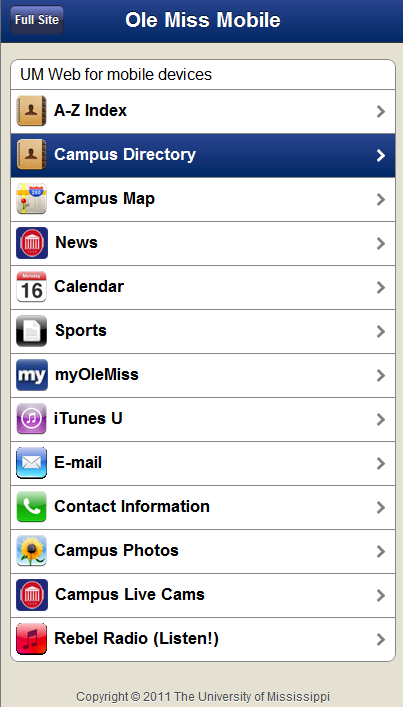 Full Site
Ole Miss Mobile
UM Web for mobile devices
A-Z Index
Campus Directory
280
Campus Map
News
Monday
16
Calendar
Sports
my
myOleMiss
iTunes U
E-mail
Contact Information
Campus Photos
Campus Live Cams
Rebel Radio (Listen!)
Copyright © 2011 The University of Mississippi